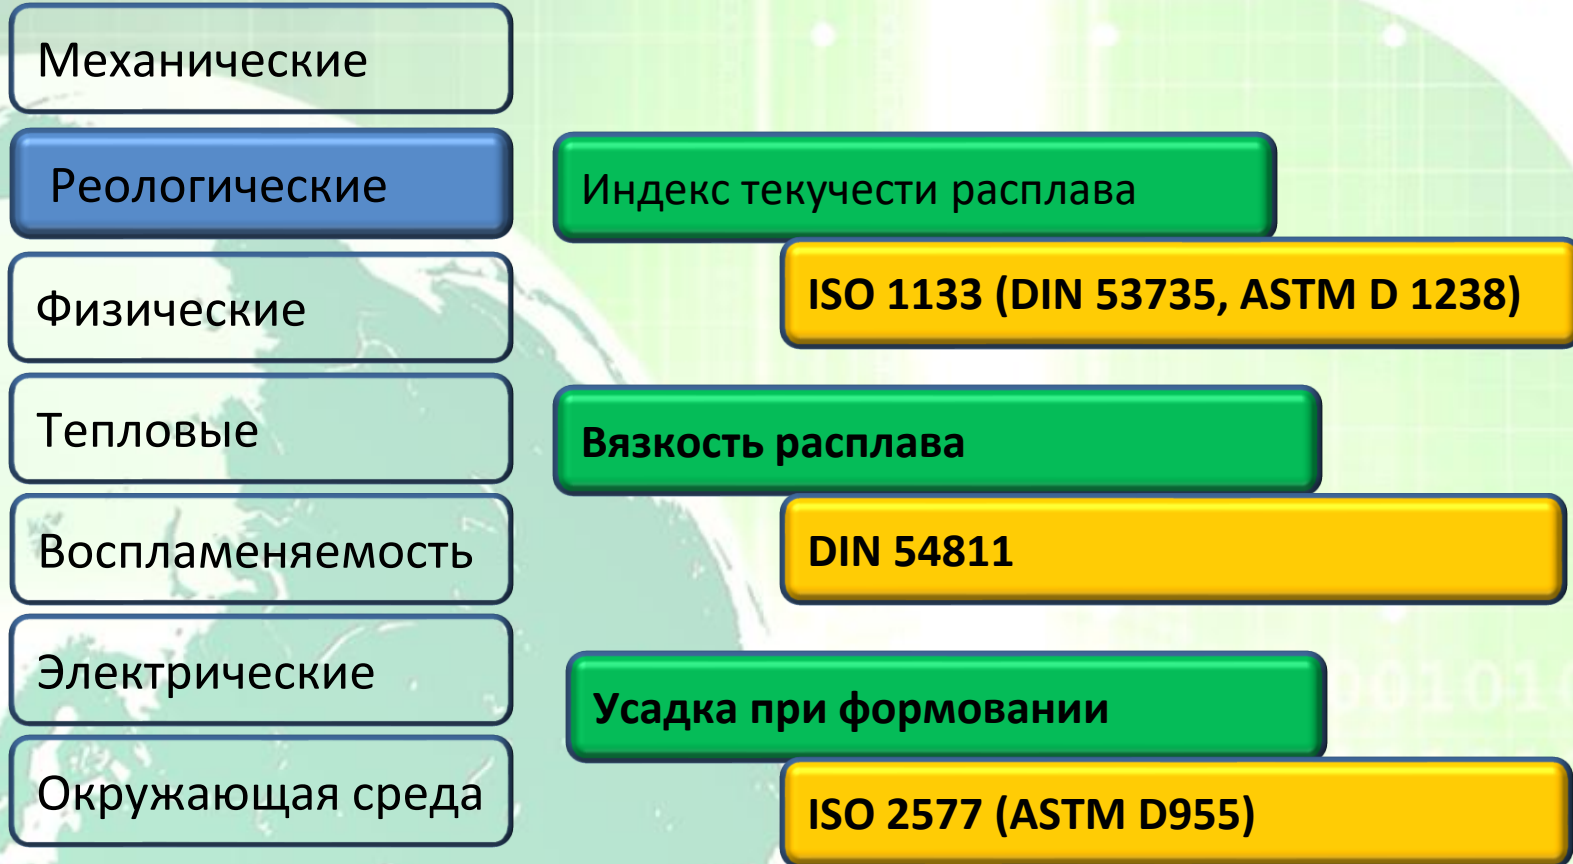 Механические
Реологические
Физические
Тепловые
Воспламеняемость
Электрические
Окружающая среда
Индекс текучести расплава
ISO 1133 (DIN 53735, ASTM D 1238)
Вязкость расплава
DIN 54811
Усадка при формовании
ISO 2577 (ASTM D955)